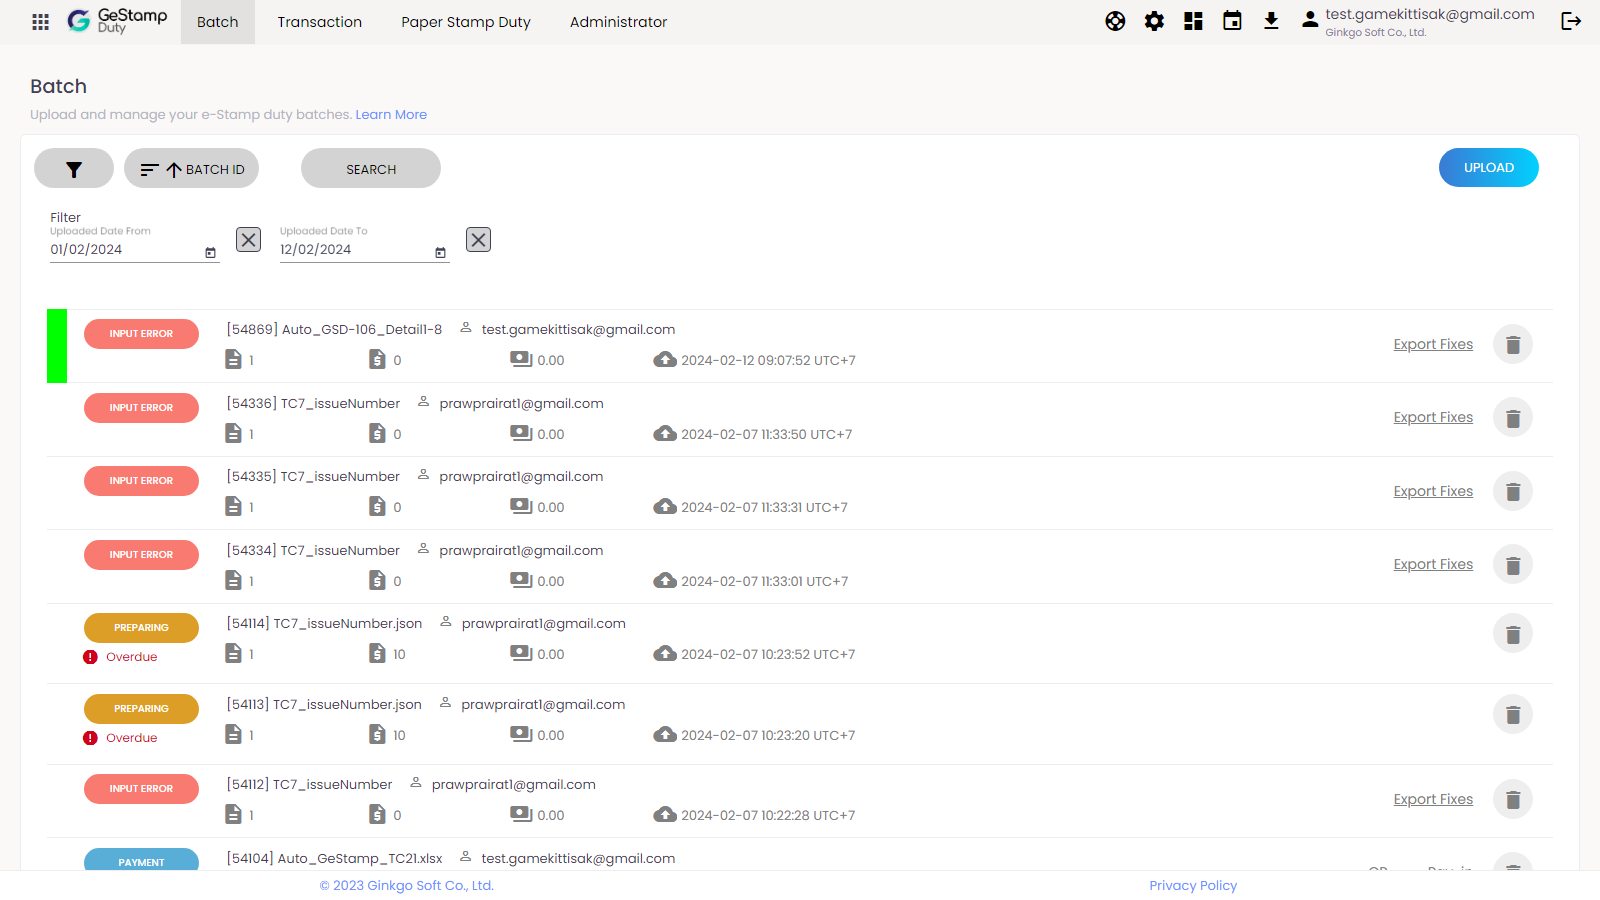 GeStamp
Duty
Batch
Transaction
Paper Stamp Duty
Administrator
test.gamekittisak@gmail.com
Ginkgo Soft Co., Ltd.
Batch
Upload and manage your e-Stamp duty batches. Learn More
BATCH ID
SEARCH
UPLOAD
Filter
Uploaded Date From
01/02/2024
Uploaded Date To
12/02/2024
INPUT ERROR
[54869] Auto_GSD-106_Detail1-8
test.gamekittisak@gmail.com
1
0
0.00
2024-02-12 09:07:52 UTC+7
Export Fixes
INPUT ERROR
[54336] TC7_issueNumber
prawprairat1@gmail.com
1
0
0.00
2024-02-07 11:33:50 UTC+7
Export Fixes
INPUT ERROR
[54335] TC7_issueNumber
prawprairat1@gmail.com
1
0
0.00
2024-02-07 11:33:31 UTC+7
Export Fixes
INPUT ERROR
[54334] TC7_issueNumber
prawprairat1@gmail.com
1
0
0.00
2024-02-07 11:33:01 UTC+7
Export Fixes
PREPARING
Overdue
[54114] TC7_issueNumber.json
prawprairat1@gmail.com
1
10
0.00
2024-02-07 10:23:52 UTC+7
PREPARING
Overdue
[54113] TC7_issueNumber.json
prawprairat1@gmail.com
1
10
0.00
2024-02-07 10:23:20 UTC+7
INPUT ERROR
[54112] TC7_issueNumber
prawprairat1@gmail.com
1
0
0.00
2024-02-07 10:22:28 UTC+7
Export Fixes
PAYMENT
[54104] Auto_GeStamp_TC21.xlsx
test.gamekittisak@gmail.com
© 2023 Ginkgo Soft Co., Ltd.
Privacy Policy